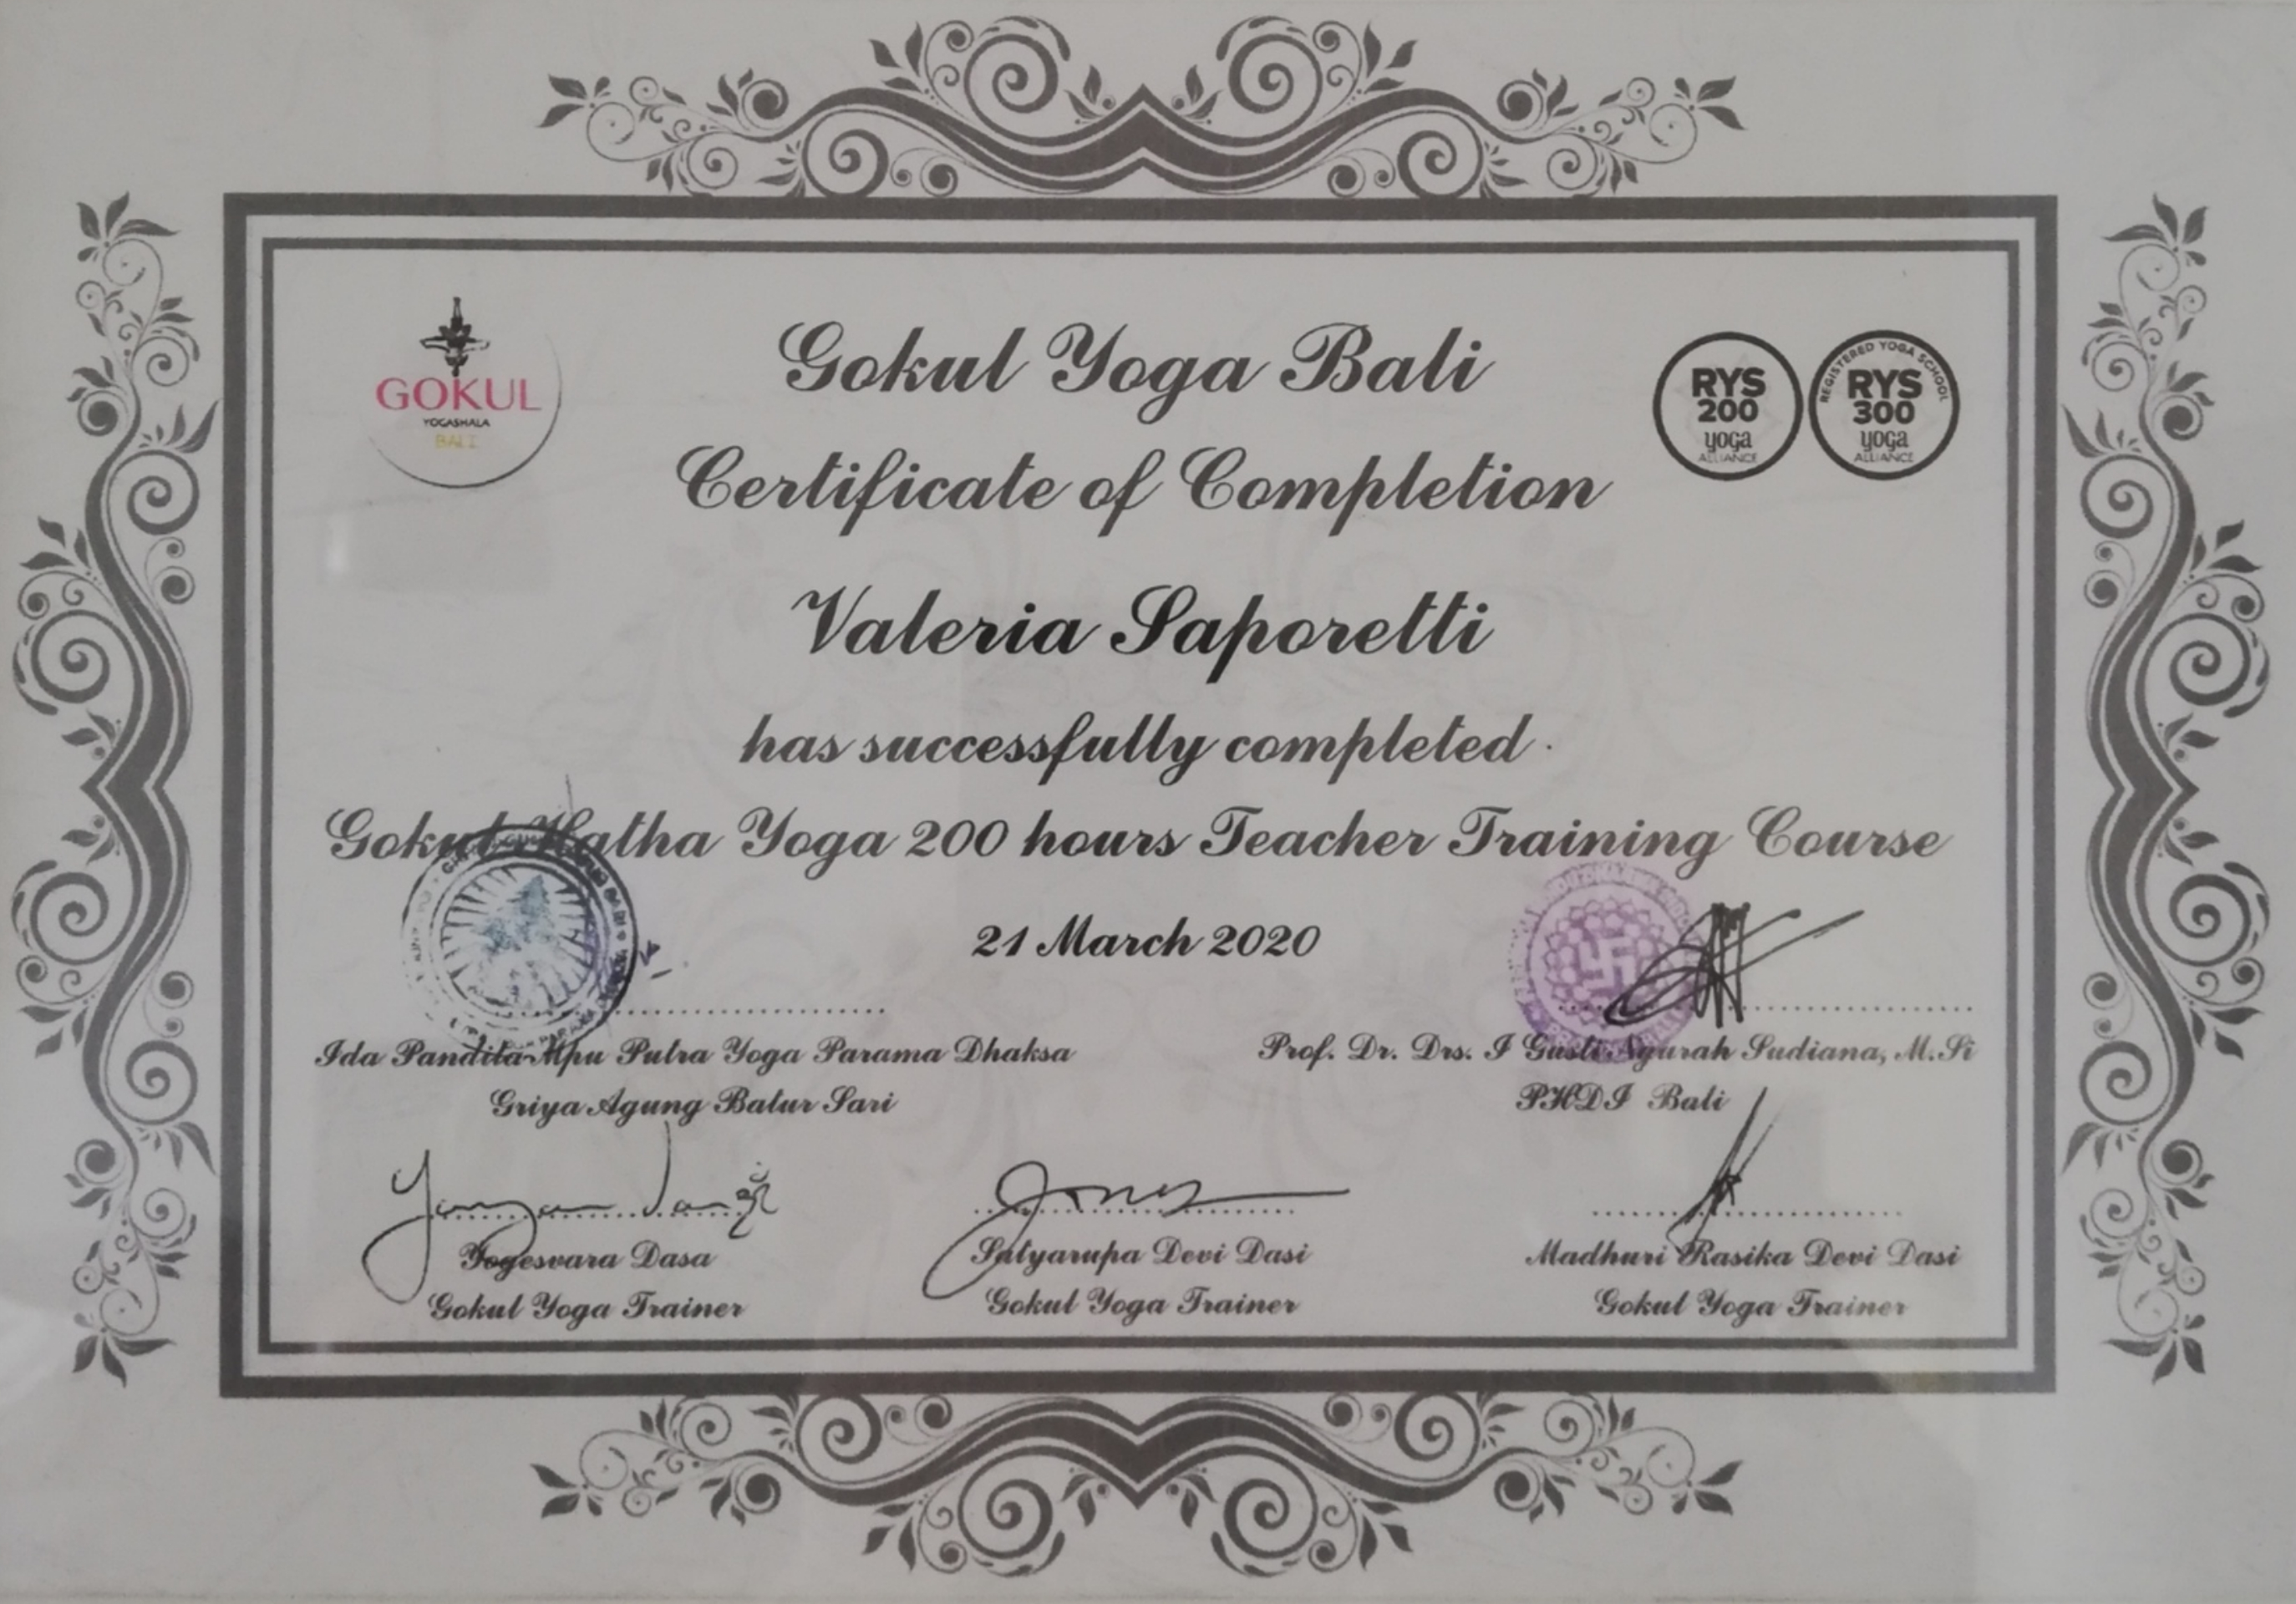 GOKUL
YOGASHALA
BALI
Gokul Yoga Bali
RYS
200
yoga
ALLIANCE
REGISTERED YOGA SCHOOL
RYS
300
yoga
ALLIANCE
Certificate of Completion
Valeria Saporetti
has successfully completed
Gokul Hatha Yoga 200 hours Teacher Training Course
21 March 2020
Ida Pandita Mpu Putra Yoga Parama Dhaksa
Griya Agung Batur Sari
Prof. Dr. Drs. I Gusti Ngurah Sudiana, M.Si
PHDI Bali
Yogesvara Dasa
Gokul Yoga Trainer
Satyarupa Devi Dasi
Gokul Yoga Trainer
Madhuri Rasika Devi Dasi
Gokul Yoga Trainer